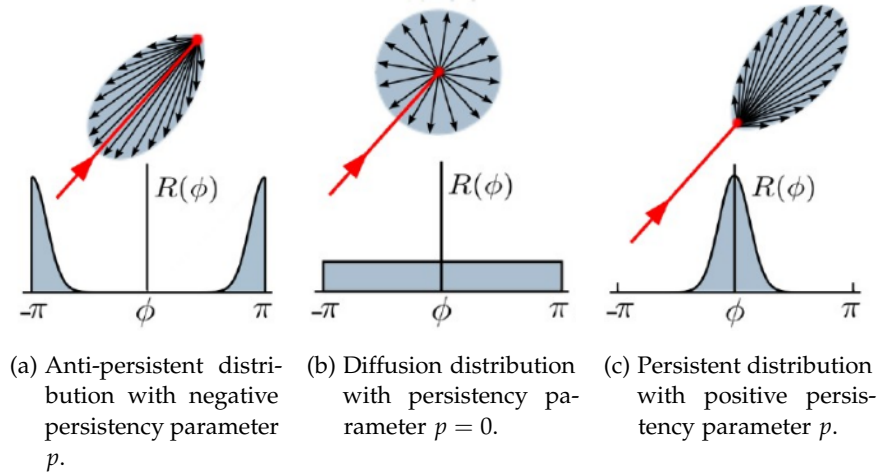 R(ϕ)
-π ϕ π
R(ϕ)
-π ϕ π
R(ϕ)
-π ϕ π
(a) Anti-persistent distri-
bution with negative
persistency parameter
p.
(b) Diffusion distribution
with persistency pa-
rameter p = 0.
(c) Persistent distribution
with positive persis-
tency parameter p.